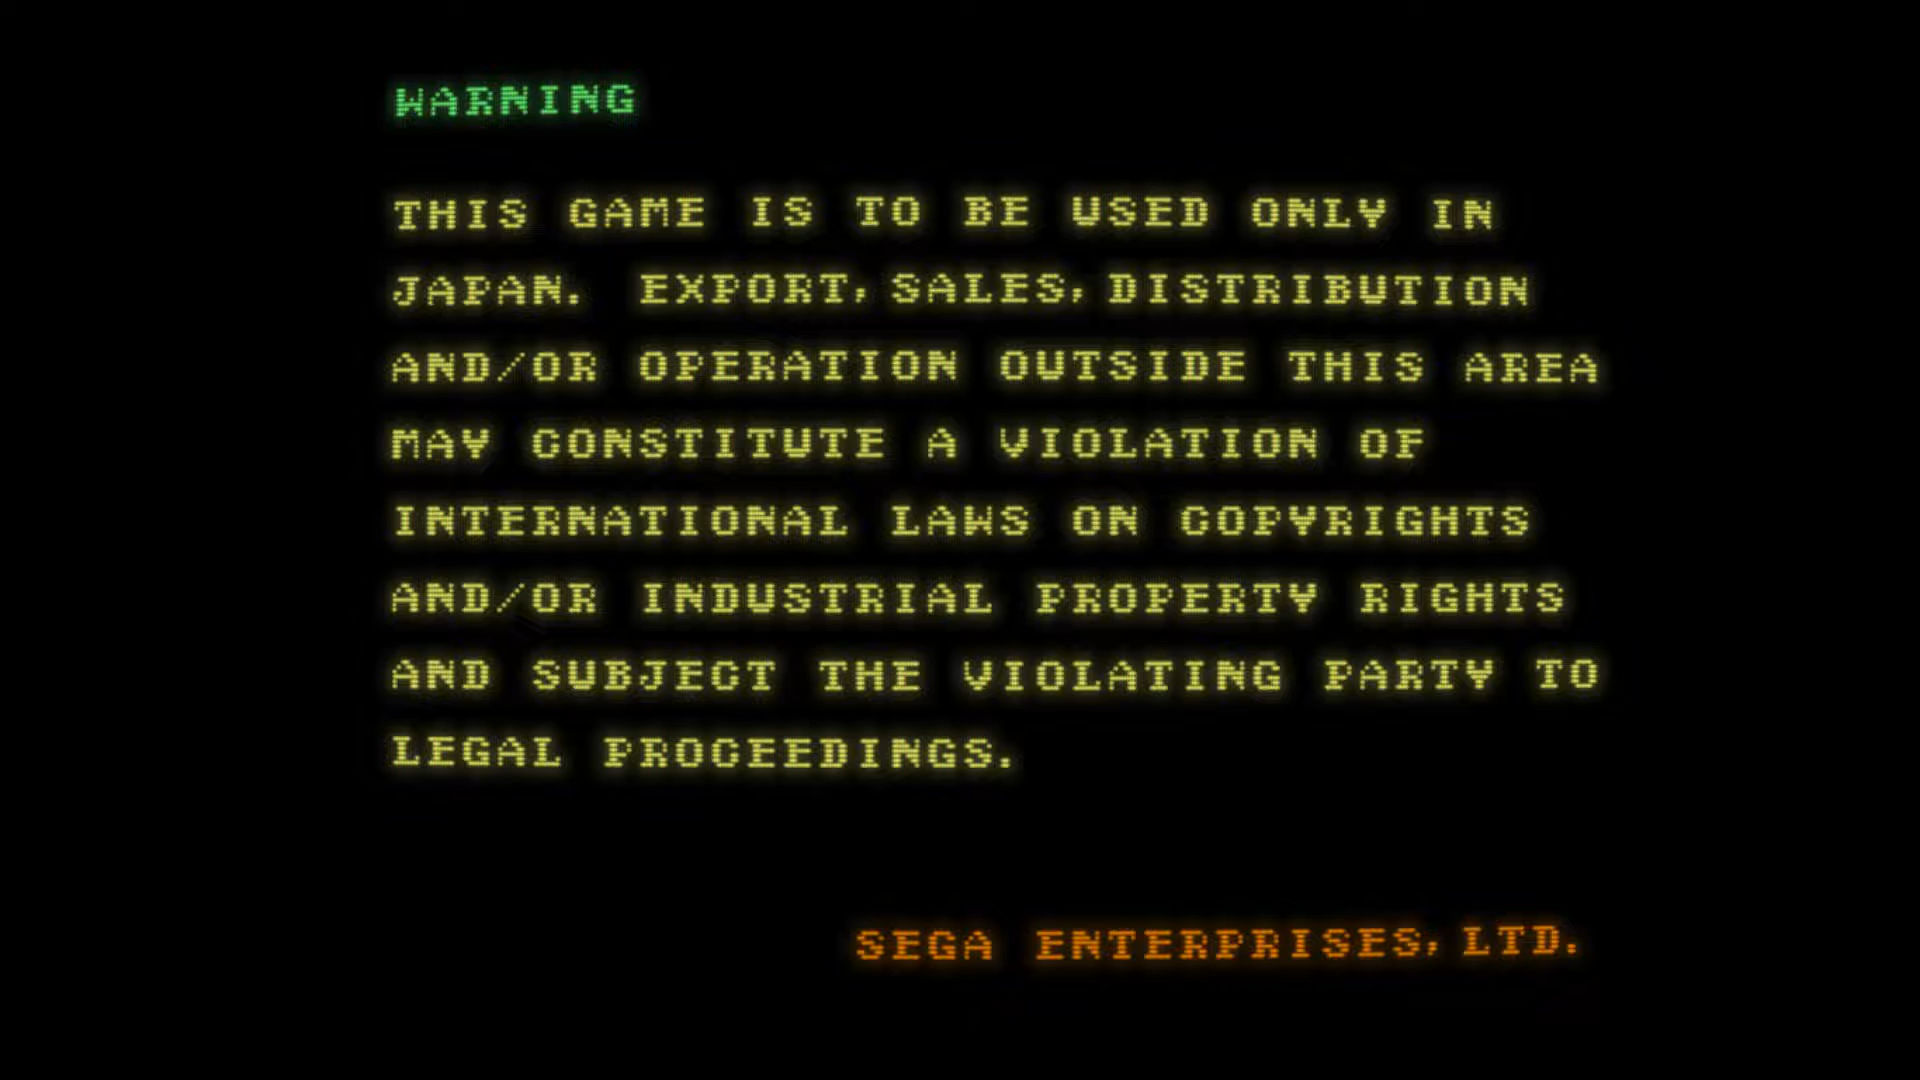 WARNING
THIS GAME IS TO BE USED ONLY IN
JAPAN. EXPORT, SALES, DISTRIBUTION
AND/OR OPERATION OUTSIDE THIS AREA
MAY CONSTITUTE A VIOLATION OF
INTERNATIONAL LAWS ON COPYRIGHTS
AND/OR INDUSTRIAL PROPERTY RIGHTS
AND SUBJECT THE VIOLATING PARTY TO
LEGAL PROCEEDINGS.
SEGA ENTERPRISES, LTD.